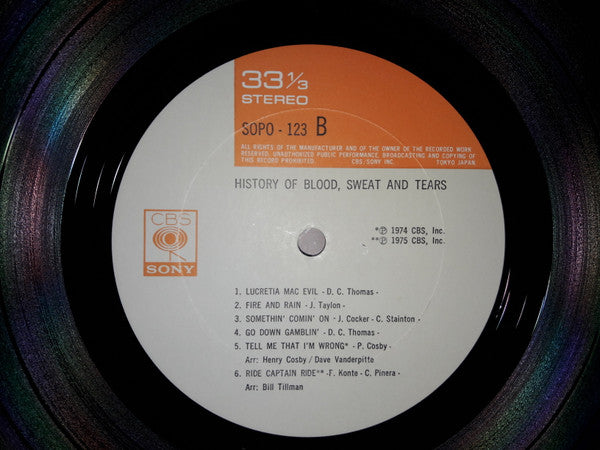 33 1/3
STEREO
SOPO - 123 B
ALL RIGHTS OF THE MANUFACTURER AND OF THE OWNER OF THE RECORDED WORK
RESERVED. UNAUTHORIZED PUBLIC PERFORMANCE, BROADCASTING AND COPYING OF
THIS RECORD PROHIBITED. CBS/SONY INC. TOKYO JAPAN.
HISTORY OF BLOOD, SWEAT AND TEARS
CBS
SONY
*Ⓟ 1974 CBS, Inc.
**Ⓟ 1975 CBS, Inc.
1. LUCRETIA MAC EVIL - D. C. Thomas -
2. FIRE AND RAIN - J. Taylon -
3. SOMETHIN' COMIN' ON - J. Cocker - C. Stainton -
4. GO DOWN GAMBLIN' - D. C. Thomas -
5. TELL ME THAT I'M WRONG* - P. Cosby -
Arr: Henry Cosby / Dave Vanderpitto
6. RIDE CAPTAIN RIDE** -F. Konte - C. Pinera -
Arr: Bill Tillman